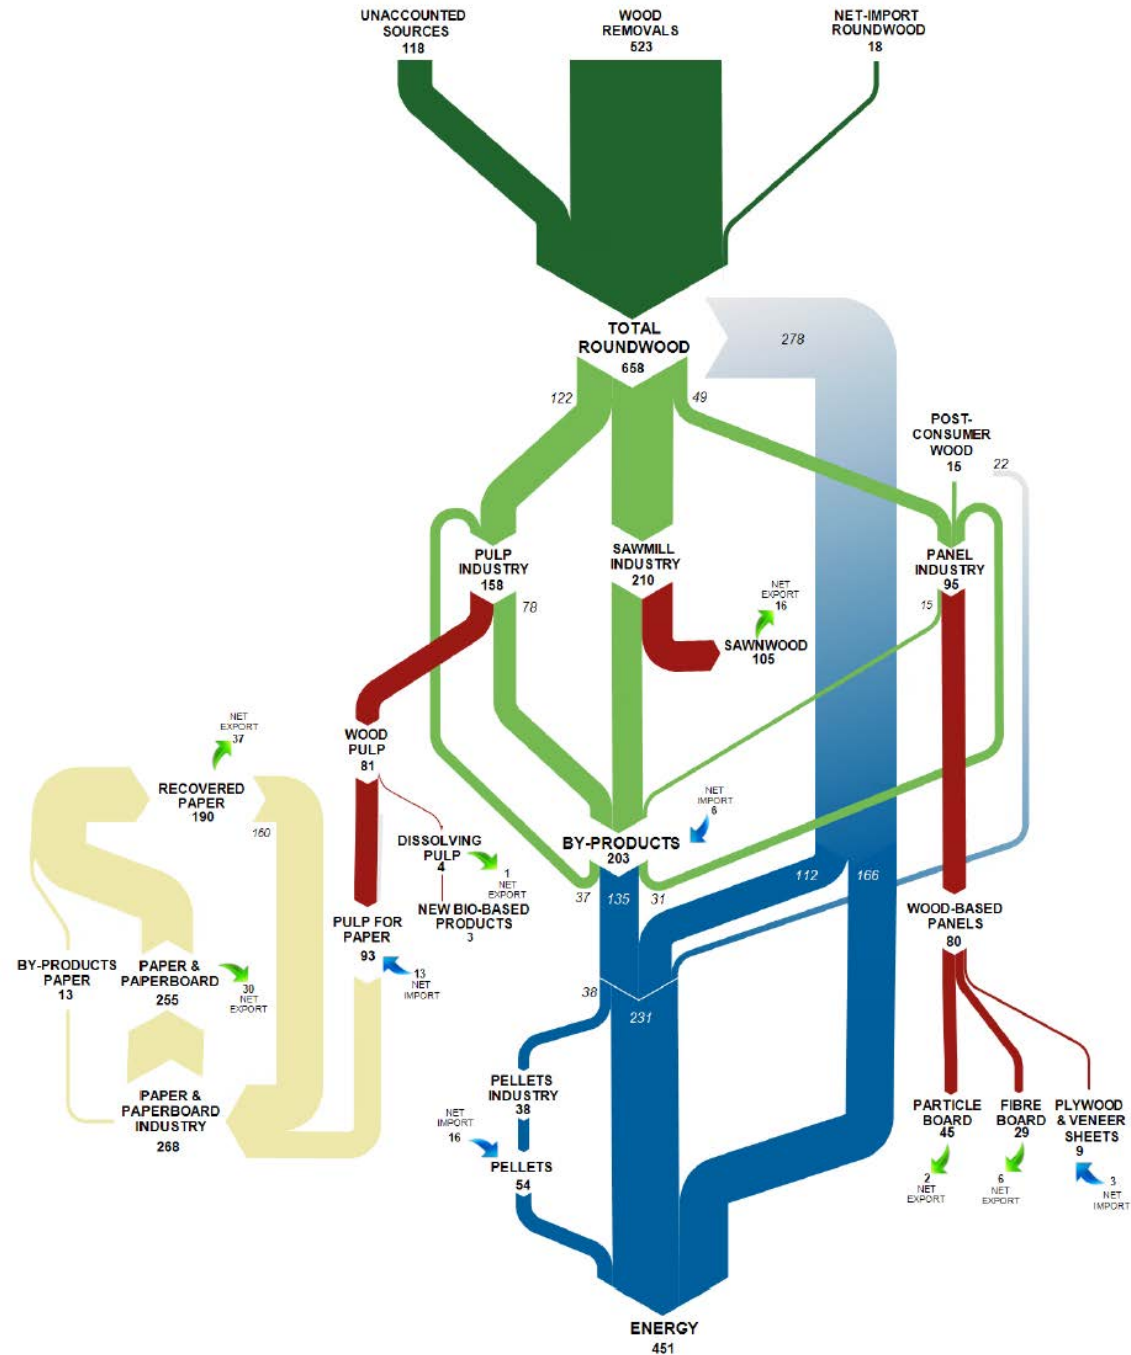 UNACCOUNTED
SOURCES
118
WOOD
REMOVALS
523
NET-IMPORT
ROUNDWOOD
18
TOTAL
ROUNDWOOD
658
278
122
49
POST-
CONSUMER
WOOD
15
22
PULP
INDUSTRY
158
SAWMILL
INDUSTRY
210
PANEL
INDUSTRY
95
NET
EXPORT
16
78
15
SAWNWOOD
105
NET
EXPORT
37
WOOD
PULP
81
RECOVERED
PAPER
190
160
NET
IMPORT
6
DISSOLVING
PULP
4
BY-PRODUCTS
203
1
NET
EXPORT
37
135
31
112
166
NEW BIO-BASED
PRODUCTS
3
PULP FOR
PAPER
93
WOOD-BASED
PANELS
80
BY-PRODUCTS
PAPER
13
PAPER &
PAPERBOARD
255
30
NET
EXPORT
13
NET
IMPORT
38
231
PAPER &
PAPERBOARD
INDUSTRY
268
PELLETS
INDUSTRY
38
NET
IMPORT
16
PELLETS
54
PARTICLE
BOARD
45
FIBRE
BOARD
29
PLYWOOD
& VENEER
SHEETS
9
2
NET
EXPORT
6
NET
EXPORT
3
NET
IMPORT
ENERGY
451